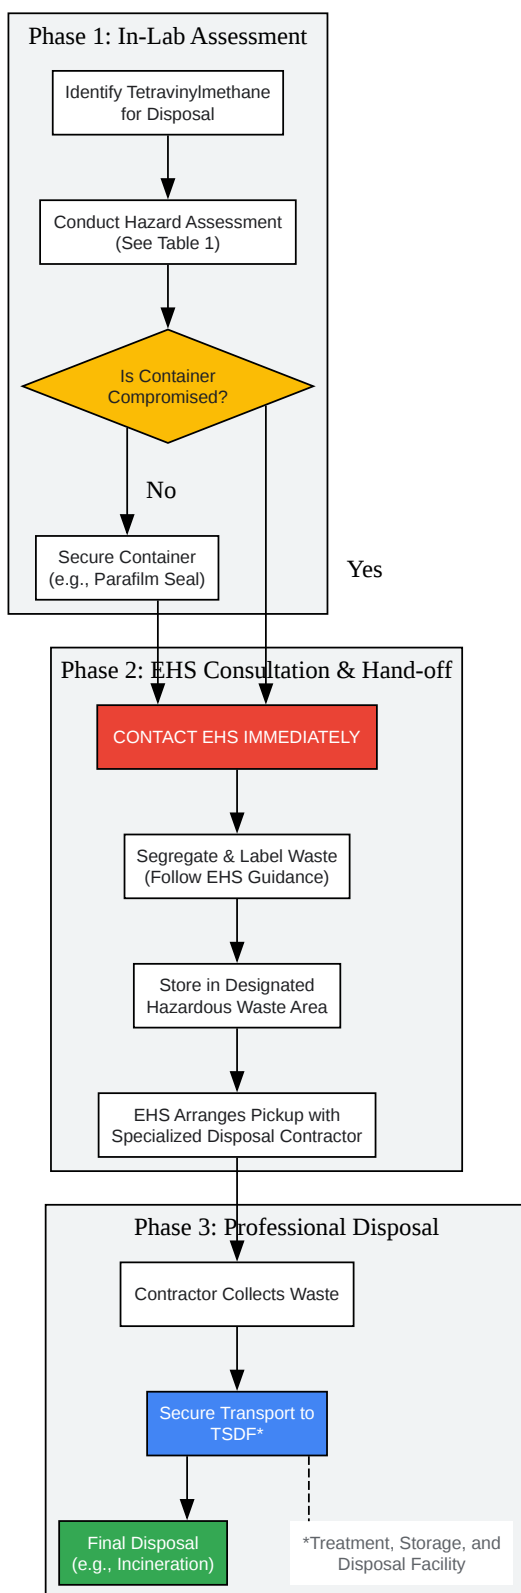 Phase 1: In-Lab Assessment
Identify Tetravinylmethane
for Disposal
Conduct Hazard Assessment
(See Table 1)
Is Container
Compromised?
No
Secure Container
(e.g., Parafilm Seal)
Yes
Phase 2: EHS Consultation & Hand-off
CONTACT EHS IMMEDIATELY
Segregate & Label Waste
(Follow EHS Guidance)
Store in Designated
Hazardous Waste Area
EHS Arranges Pickup with
Specialized Disposal Contractor
Phase 3: Professional Disposal
Contractor Collects Waste
Secure Transport to
TSDF*
Final Disposal
(e.g., Incineration)
*Treatment, Storage, and
Disposal Facility